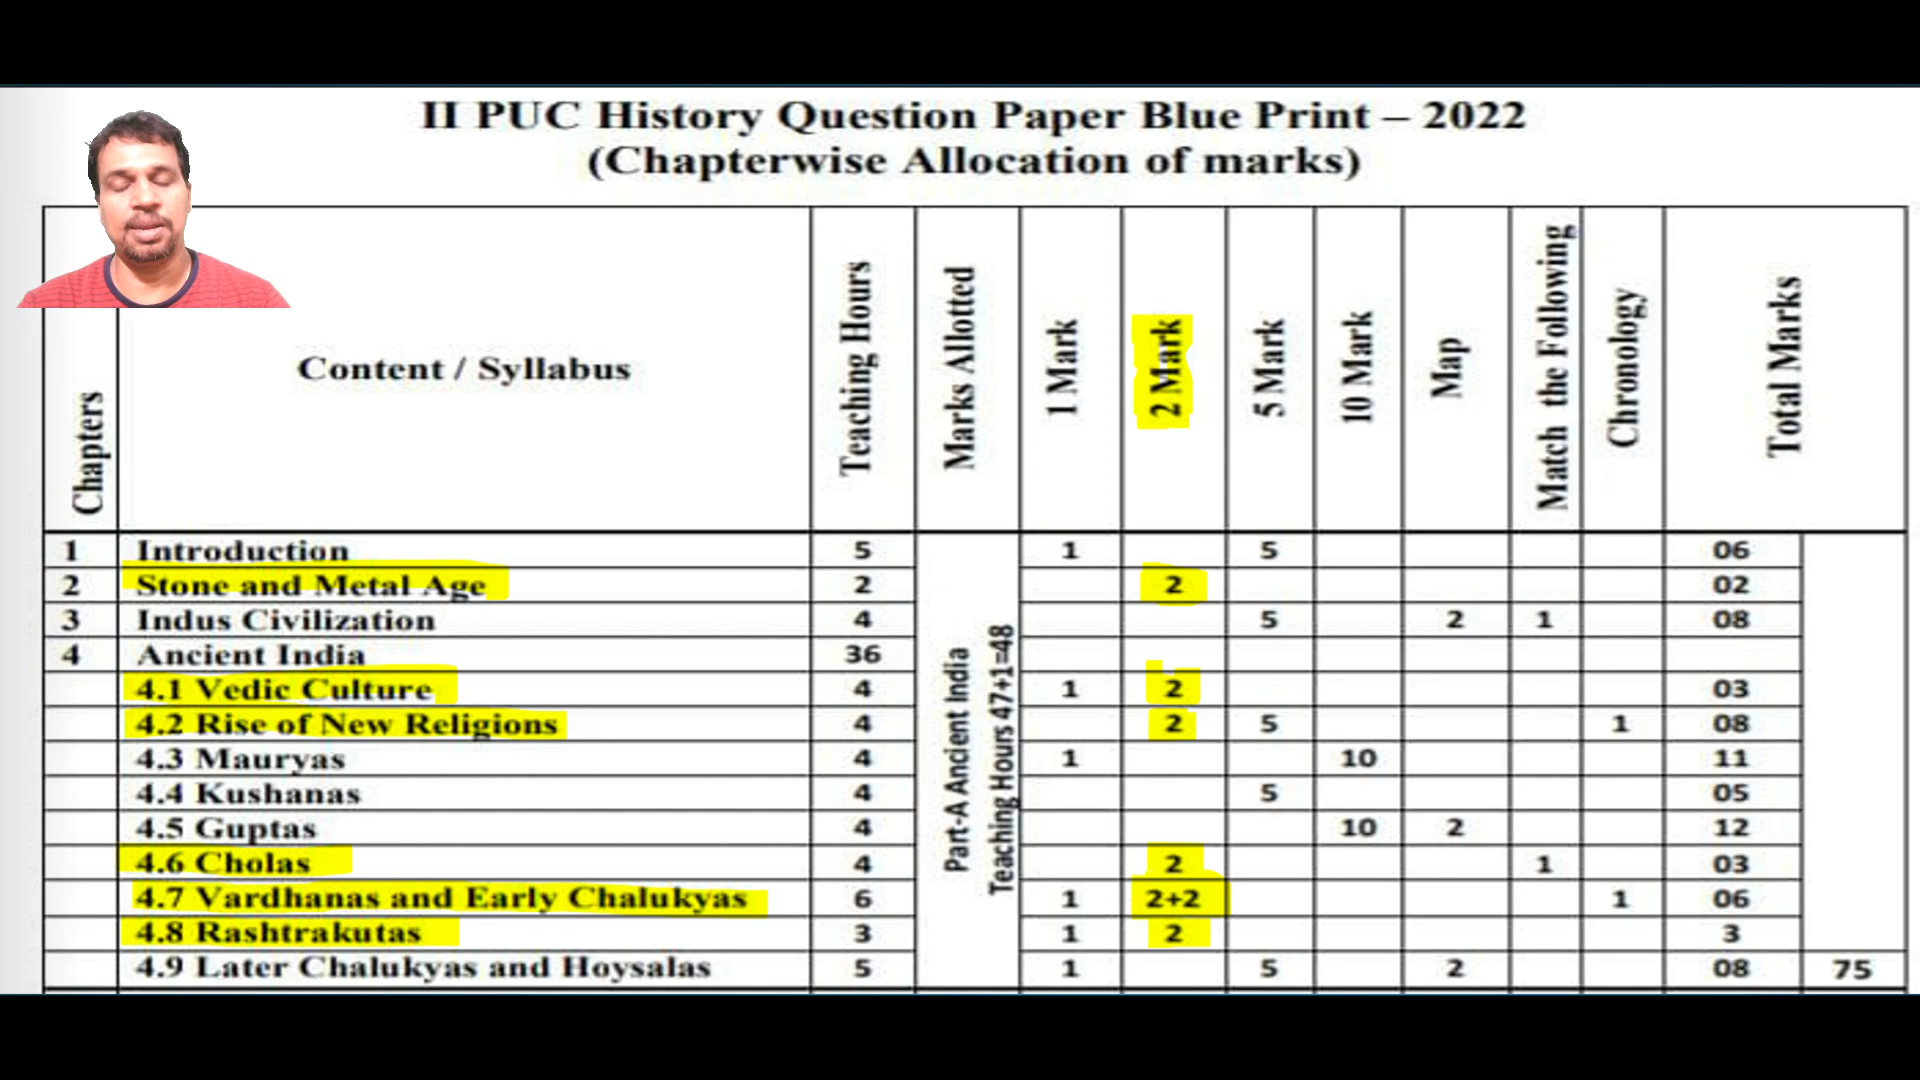 II PUC History Question Paper Blue Print – 2022
(Chapterwise Allocation of marks)
Chapters Content / Syllabus Teaching Hours Marks Allotted 1 Mark 2 Mark 5 Mark 10 Mark Map Match the Following Chronology Total Marks
Part-A Ancient India
Teaching Hours 47+1=48
1 Introduction 5 1 5 06
2 Stone and Metal Age 2 2 02
3 Indus Civilization 4 5 2 1 08
4 Ancient India 36
4.1 Vedic Culture 4 1 2 03
4.2 Rise of New Religions 4 2 5 1 08
4.3 Mauryas 4 1 10 11
4.4 Kushanas 4 5 05
4.5 Guptas 4 10 2 12
4.6 Cholas 4 2 1 03
4.7 Vardhanas and Early Chalukyas 6 1 2+2 1 06
4.8 Rashtrakutas 3 1 2 3
4.9 Later Chalukyas and Hoysalas 5 1 5 2 08 75